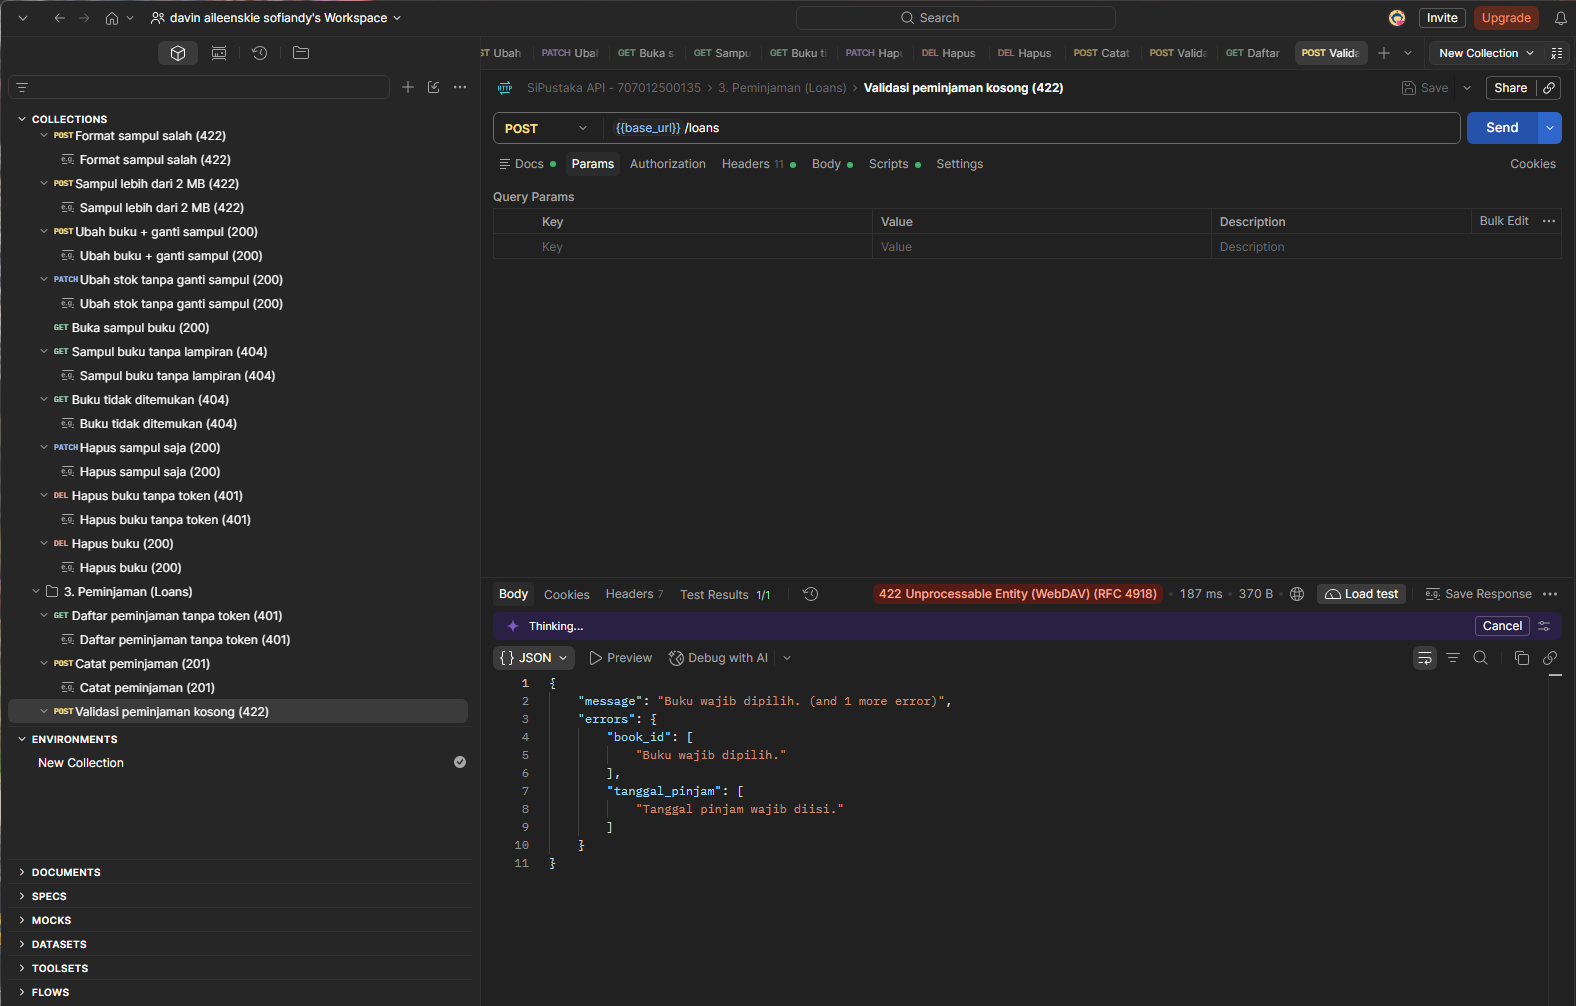 davin aileenskie sofiandy's Workspace
Search
Invite
Upgrade
COLLECTIONS
POST Format sampul salah (422)
e.g. Format sampul salah (422)
POST Sampul lebih dari 2 MB (422)
e.g. Sampul lebih dari 2 MB (422)
POST Ubah buku + ganti sampul (200)
e.g. Ubah buku + ganti sampul (200)
PATCH Ubah stok tanpa ganti sampul (200)
e.g. Ubah stok tanpa ganti sampul (200)
GET Buka sampul buku (200)
GET Sampul buku tanpa lampiran (404)
e.g. Sampul buku tanpa lampiran (404)
GET Buku tidak ditemukan (404)
e.g. Buku tidak ditemukan (404)
PATCH Hapus sampul saja (200)
e.g. Hapus sampul saja (200)
DEL Hapus buku tanpa token (401)
e.g. Hapus buku tanpa token (401)
DEL Hapus buku (200)
e.g. Hapus buku (200)
3. Peminjaman (Loans)
GET Daftar peminjaman tanpa token (401)
e.g. Daftar peminjaman tanpa token (401)
POST Catat peminjaman (201)
e.g. Catat peminjaman (201)
POST Validasi peminjaman kosong (422)
ENVIRONMENTS
New Collection
DOCUMENTS
SPECS
MOCKS
DATASETS
TOOLSETS
FLOWS
ST Ubah PATCH Ubal GET Buka s GET Sampu GET Buku ti PATCH Hapu DEL Hapus DEL Hapus POST Catat POST Valida GET Daftar POST Valida New Collection
HTTP SiPustaka API - 707012500135 > 3. Peminjaman (Loans) > Validasi peminjaman kosong (422) Save Share
POST {{base_url}} /loans Send
Docs Params Authorization Headers 11 Body Scripts Settings Cookies
Query Params
Key Value Description Bulk Edit
Key Value Description
Body Cookies Headers 7 Test Results 1/1 422 Unprocessable Entity (WebDAV) (RFC 4918) 187 ms 370 B Load test e.g. Save Response
Thinking... Cancel
{} JSON Preview Debug with AI
1 {
2 "message": "Buku wajib dipilih. (and 1 more error)",
3 "errors": {
4 "book_id": [
5 "Buku wajib dipilih."
6 ],
7 "tanggal_pinjam": [
8 "Tanggal pinjam wajib diisi."
9 ]
10 }
11 }